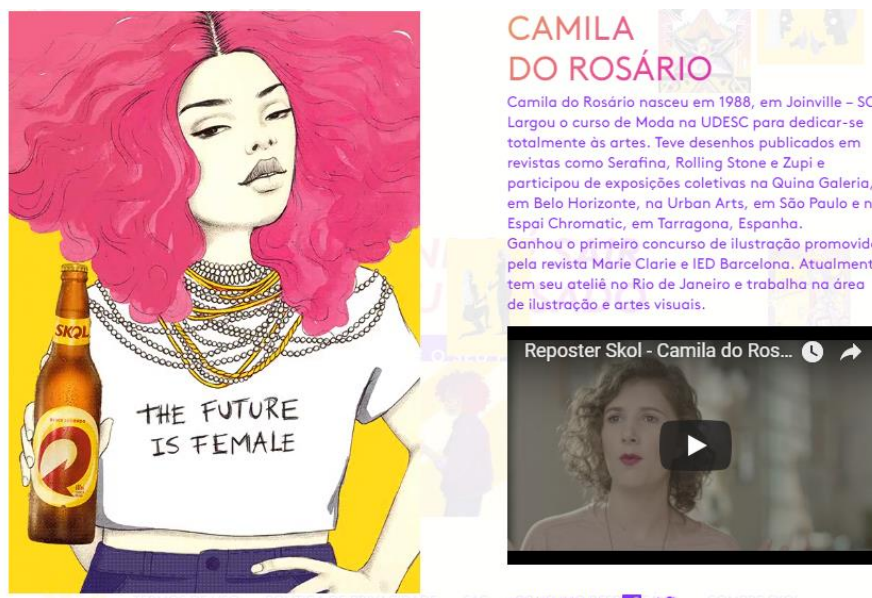 CAMILA
DO ROSÁRIO
Camila do Rosário nasceu em 1988, em Joinville – SC
Largou o curso de Moda na UDESC para dedicar-se
totalmente às artes. Teve desenhos publicados em
revistas como Serafina, Rolling Stone e Zupi e
participou de exposições coletivas na Quina Galeria,
em Belo Horizonte, na Urban Arts, em São Paulo e n
Espai Chromatic, em Tarragona, Espanha.
Ganhou o primeiro concurso de ilustração promovid
pela revista Marie Clarie e IED Barcelona. Atualment
tem seu ateliê no Rio de Janeiro e trabalha na área
de ilustração e artes visuais.
Reposter Skol - Camila do Ros...
SKOL
THE FUTURE
IS FEMALE